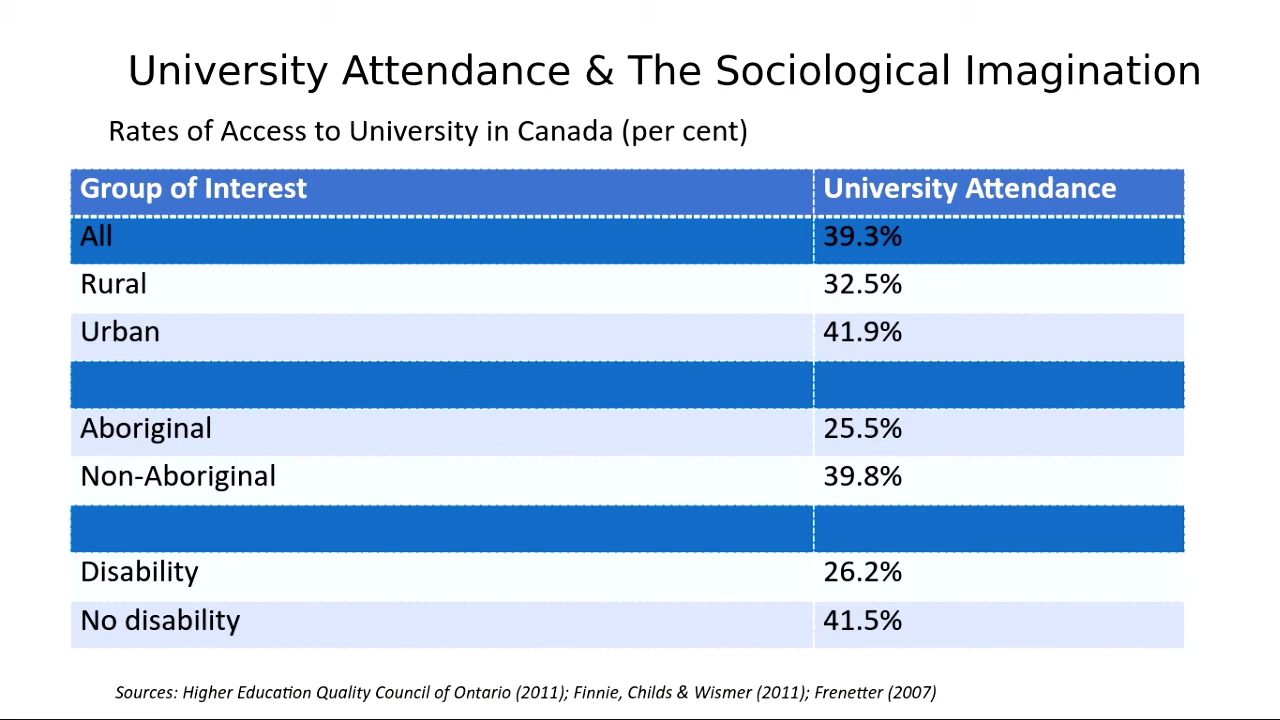 University Attendance & The Sociological Imagination
Rates of Access to University in Canada (per cent)
Group of Interest University Attendance
All 39.3%
Rural 32.5%
Urban 41.9%
Aboriginal 25.5%
Non-Aboriginal 39.8%
Disability 26.2%
No disability 41.5%
Sources: Higher Education Quality Council of Ontario (2011); Finnie, Childs & Wismer (2011); Frenetter (2007)